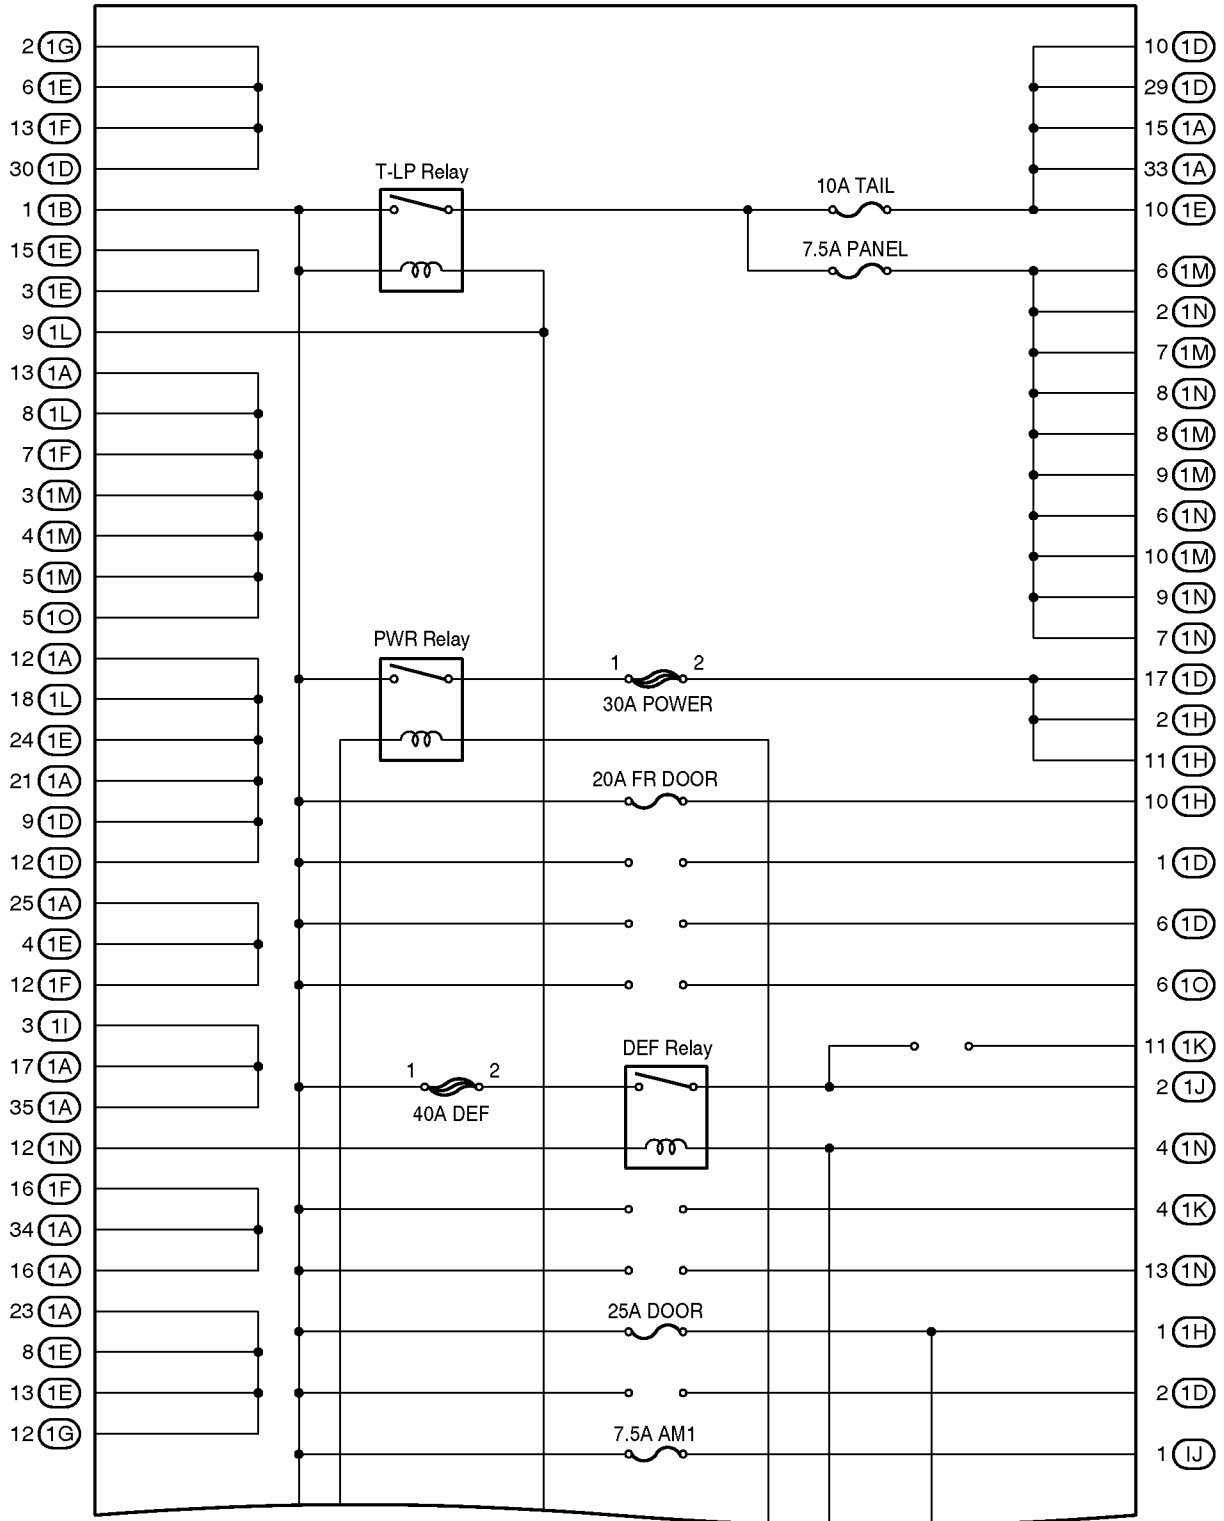 2 1G
10 1D
6 1E
29 1D
13 1F
15 1A
30 1D
T-LP Relay
33 1A
1 1B
10A TAIL
10 1E
15 1E
7.5A PANEL
6 1M
3 1E
2 1N
9 1L
7 1M
13 1A
8 1N
8 1L
8 1M
7 1F
9 1M
3 1M
6 1N
4 1M
10 1M
5 1M
9 1N
5 1O
PWR Relay
7 1N
12 1A
1 2
17 1D
18 1L
30A POWER
2 1H
24 1E
11 1H
21 1A
20A FR DOOR
10 1H
9 1D
12 1D
1 1D
25 1A
6 1D
4 1E
12 1F
6 1O
3 1I
DEF Relay
11 1K
17 1A
1 2
2 1J
35 1A
40A DEF
12 1N
4 1N
16 1F
4 1K
34 1A
16 1A
13 1N
23 1A
25A DOOR
1 1H
8 1E
13 1E
2 1D
12 1G
7.5A AM1
1 IJ